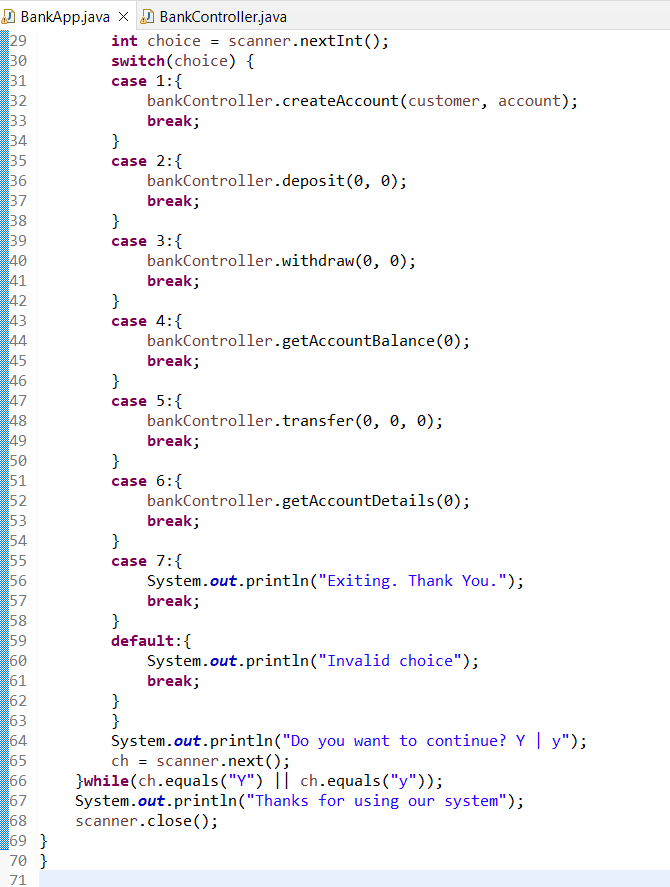 BankApp.java BankController.java
29 int choice = scanner.nextInt();
30 switch(choice) {
31 case 1:{
32 bankController.createAccount(customer, account);
33 break;
34 }
35 case 2:{
36 bankController.deposit(0, 0);
37 break;
38 }
39 case 3:{
40 bankController.withdraw(0, 0);
41 break;
42 }
43 case 4:{
44 bankController.getAccountBalance(0);
45 break;
46 }
47 case 5:{
48 bankController.transfer(0, 0, 0);
49 break;
50 }
51 case 6:{
52 bankController.getAccountDetails(0);
53 break;
54 }
55 case 7:{
56 System.out.println("Exiting. Thank You.");
57 break;
58 }
59 default:{
60 System.out.println("Invalid choice");
61 break;
62 }
63 }
64 System.out.println("Do you want to continue? Y | y");
65 ch = scanner.next();
66 }while(ch.equals("Y") || ch.equals("y"));
67 System.out.println("Thanks for using our system");
68 scanner.close();
69 }
70 }
71